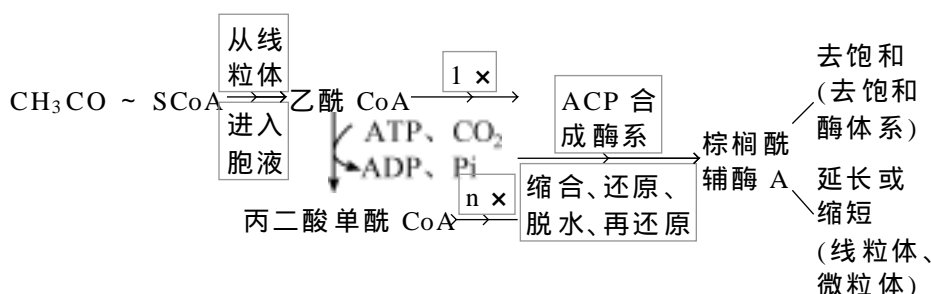 CH₃CO ~ SCoA
从线
粒体
进入
胞液
乙酰 CoA
1 ×
ATP、CO₂
ADP、Pi
丙二酸单酰 CoA
n ×
ACP 合
成酶系
缩合、还原、
脱水、再还原
棕榈酰
辅酶 A
去饱和
(去饱和
酶体系)
延长或
缩短
(线粒体、
微粒体)